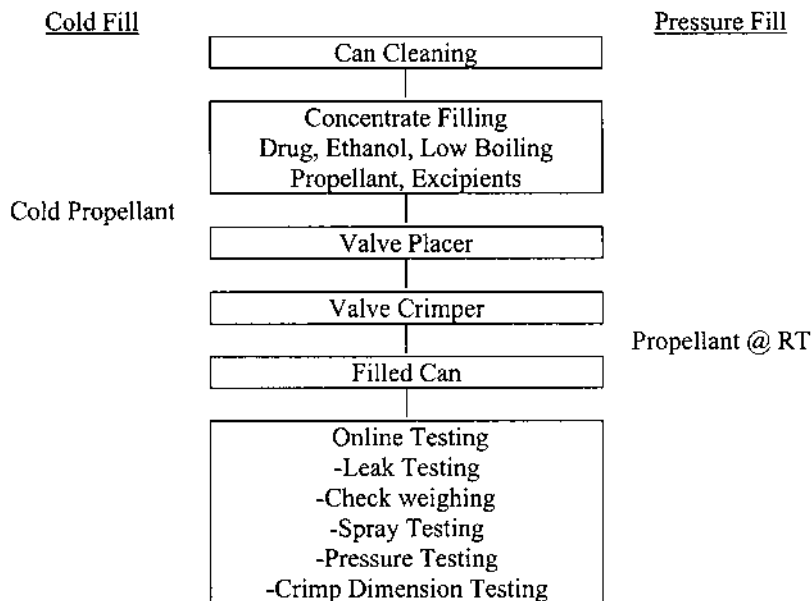 Cold Fill
Pressure Fill
Can Cleaning
Concentrate Filling
Drug, Ethanol, Low Boiling
Propellant, Excipients
Cold Propellant
Valve Placer
Valve Crimper
Propellant @ RT
Filled Can
Online Testing
-Leak Testing
-Check weighing
-Spray Testing
-Pressure Testing
-Crimp Dimension Testing